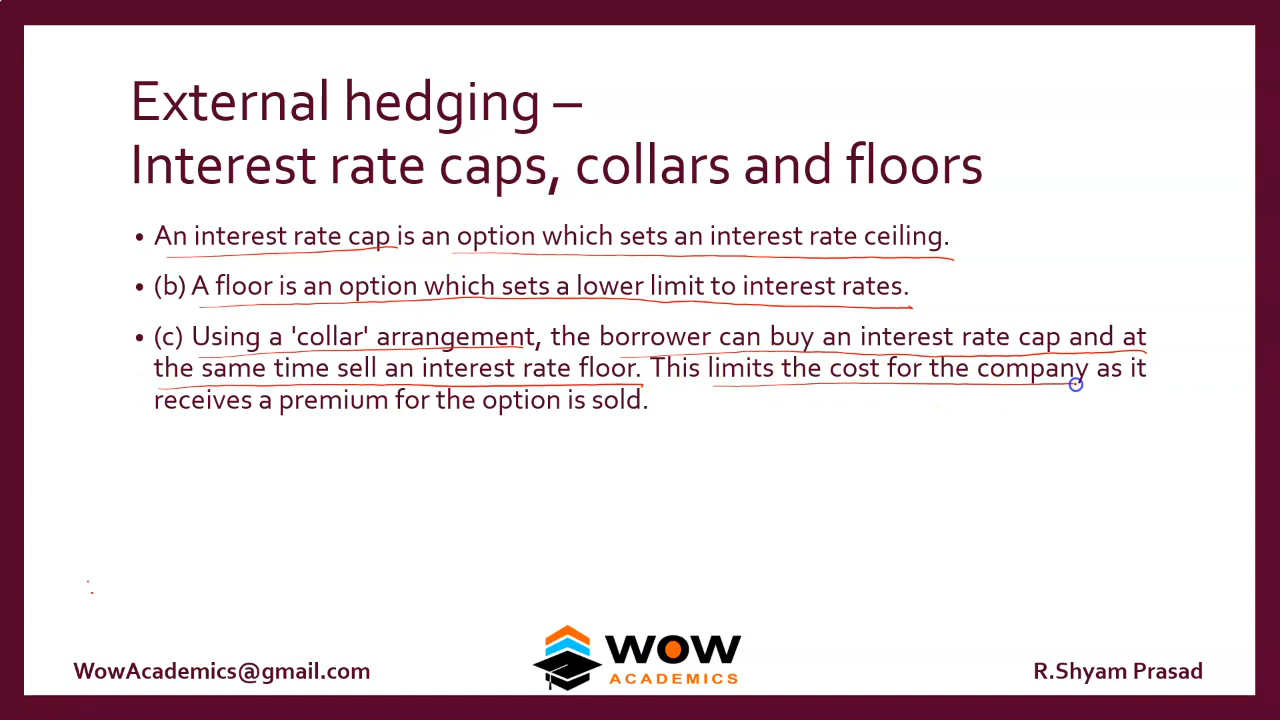 External hedging –
Interest rate caps, collars and floors
• An interest rate cap is an option which sets an interest rate ceiling.
• (b) A floor is an option which sets a lower limit to interest rates.
• (c) Using a 'collar' arrangement, the borrower can buy an interest rate cap and at
the same time sell an interest rate floor. This limits the cost for the company as it
receives a premium for the option is sold.
WOW
ACADEMICS
WowAcademics@gmail.com
R.Shyam Prasad